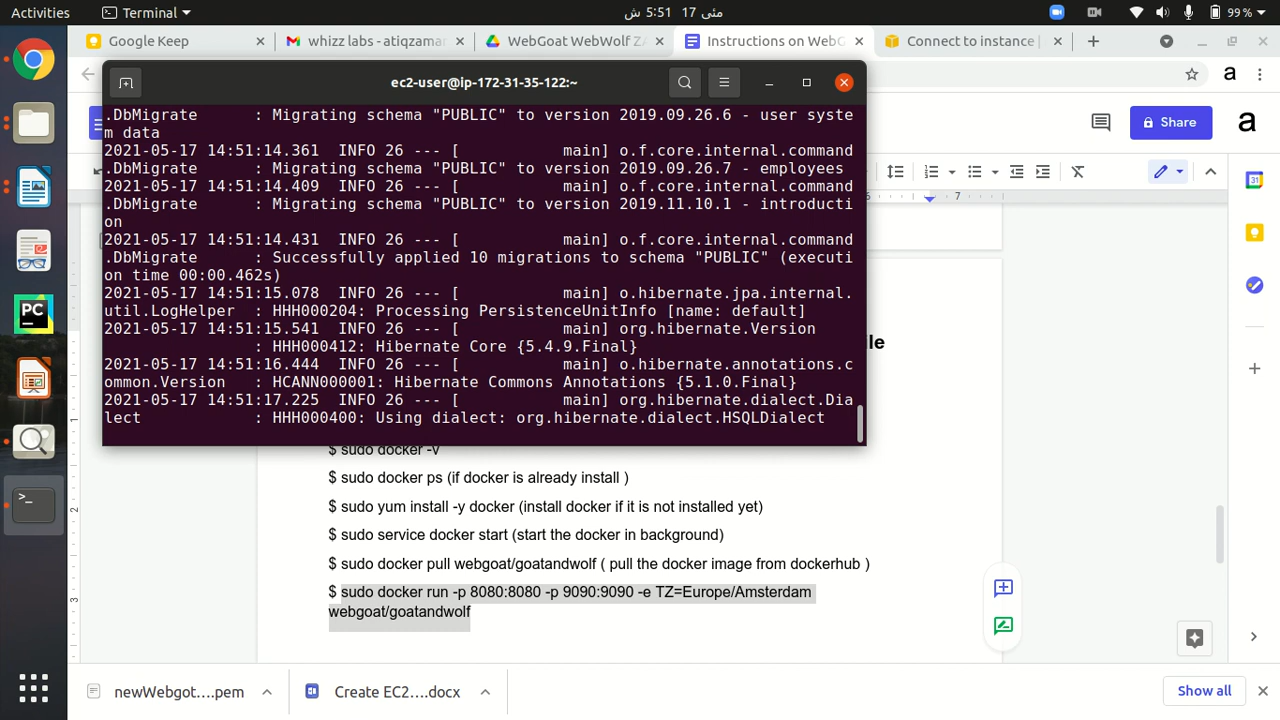 Activities
Terminal
مئی 17 5:51 ش
99 %
Google Keep
whizz labs - atiqzama
WebGoat WebWolf ZA
Instructions on WebG
Connect to instance
a
ec2-user@ip-172-31-35-122:~
Share
a
.DbMigrate : Migrating schema "PUBLIC" to version 2019.09.26.6 - user syste
m data
2021-05-17 14:51:14.361 INFO 26 --- [ main] o.f.core.internal.command
.DbMigrate : Migrating schema "PUBLIC" to version 2019.09.26.7 - employees
2021-05-17 14:51:14.409 INFO 26 --- [ main] o.f.core.internal.command
.DbMigrate : Migrating schema "PUBLIC" to version 2019.11.10.1 - introducti
on
2021-05-17 14:51:14.431 INFO 26 --- [ main] o.f.core.internal.command
.DbMigrate : Successfully applied 10 migrations to schema "PUBLIC" (executi
on time 00:00.462s)
2021-05-17 14:51:15.078 INFO 26 --- [ main] o.hibernate.jpa.internal.
util.LogHelper : HHH000204: Processing PersistenceUnitInfo [name: default]
2021-05-17 14:51:15.541 INFO 26 --- [ main] org.hibernate.Version
: HHH000412: Hibernate Core {5.4.9.Final}
2021-05-17 14:51:16.444 INFO 26 --- [ main] o.hibernate.annotations.c
ommon.Version : HCANN000001: Hibernate Commons Annotations {5.1.0.Final}
2021-05-17 14:51:17.225 INFO 26 --- [ main] org.hibernate.dialect.Dia
lect : HHH000400: Using dialect: org.hibernate.dialect.HSQLDialect
7
le
31
PC
1
2
3
$ sudo docker -v
$ sudo docker ps (if docker is already install )
$ sudo yum install -y docker (install docker if it is not installed yet)
$ sudo service docker start (start the docker in background)
$ sudo docker pull webgoat/goatandwolf ( pull the docker image from dockerhub )
$ sudo docker run -p 8080:8080 -p 9090:9090 -e TZ=Europe/Amsterdam
webgoat/goatandwolf
newWebgot....pem
Create EC2....docx
Show all